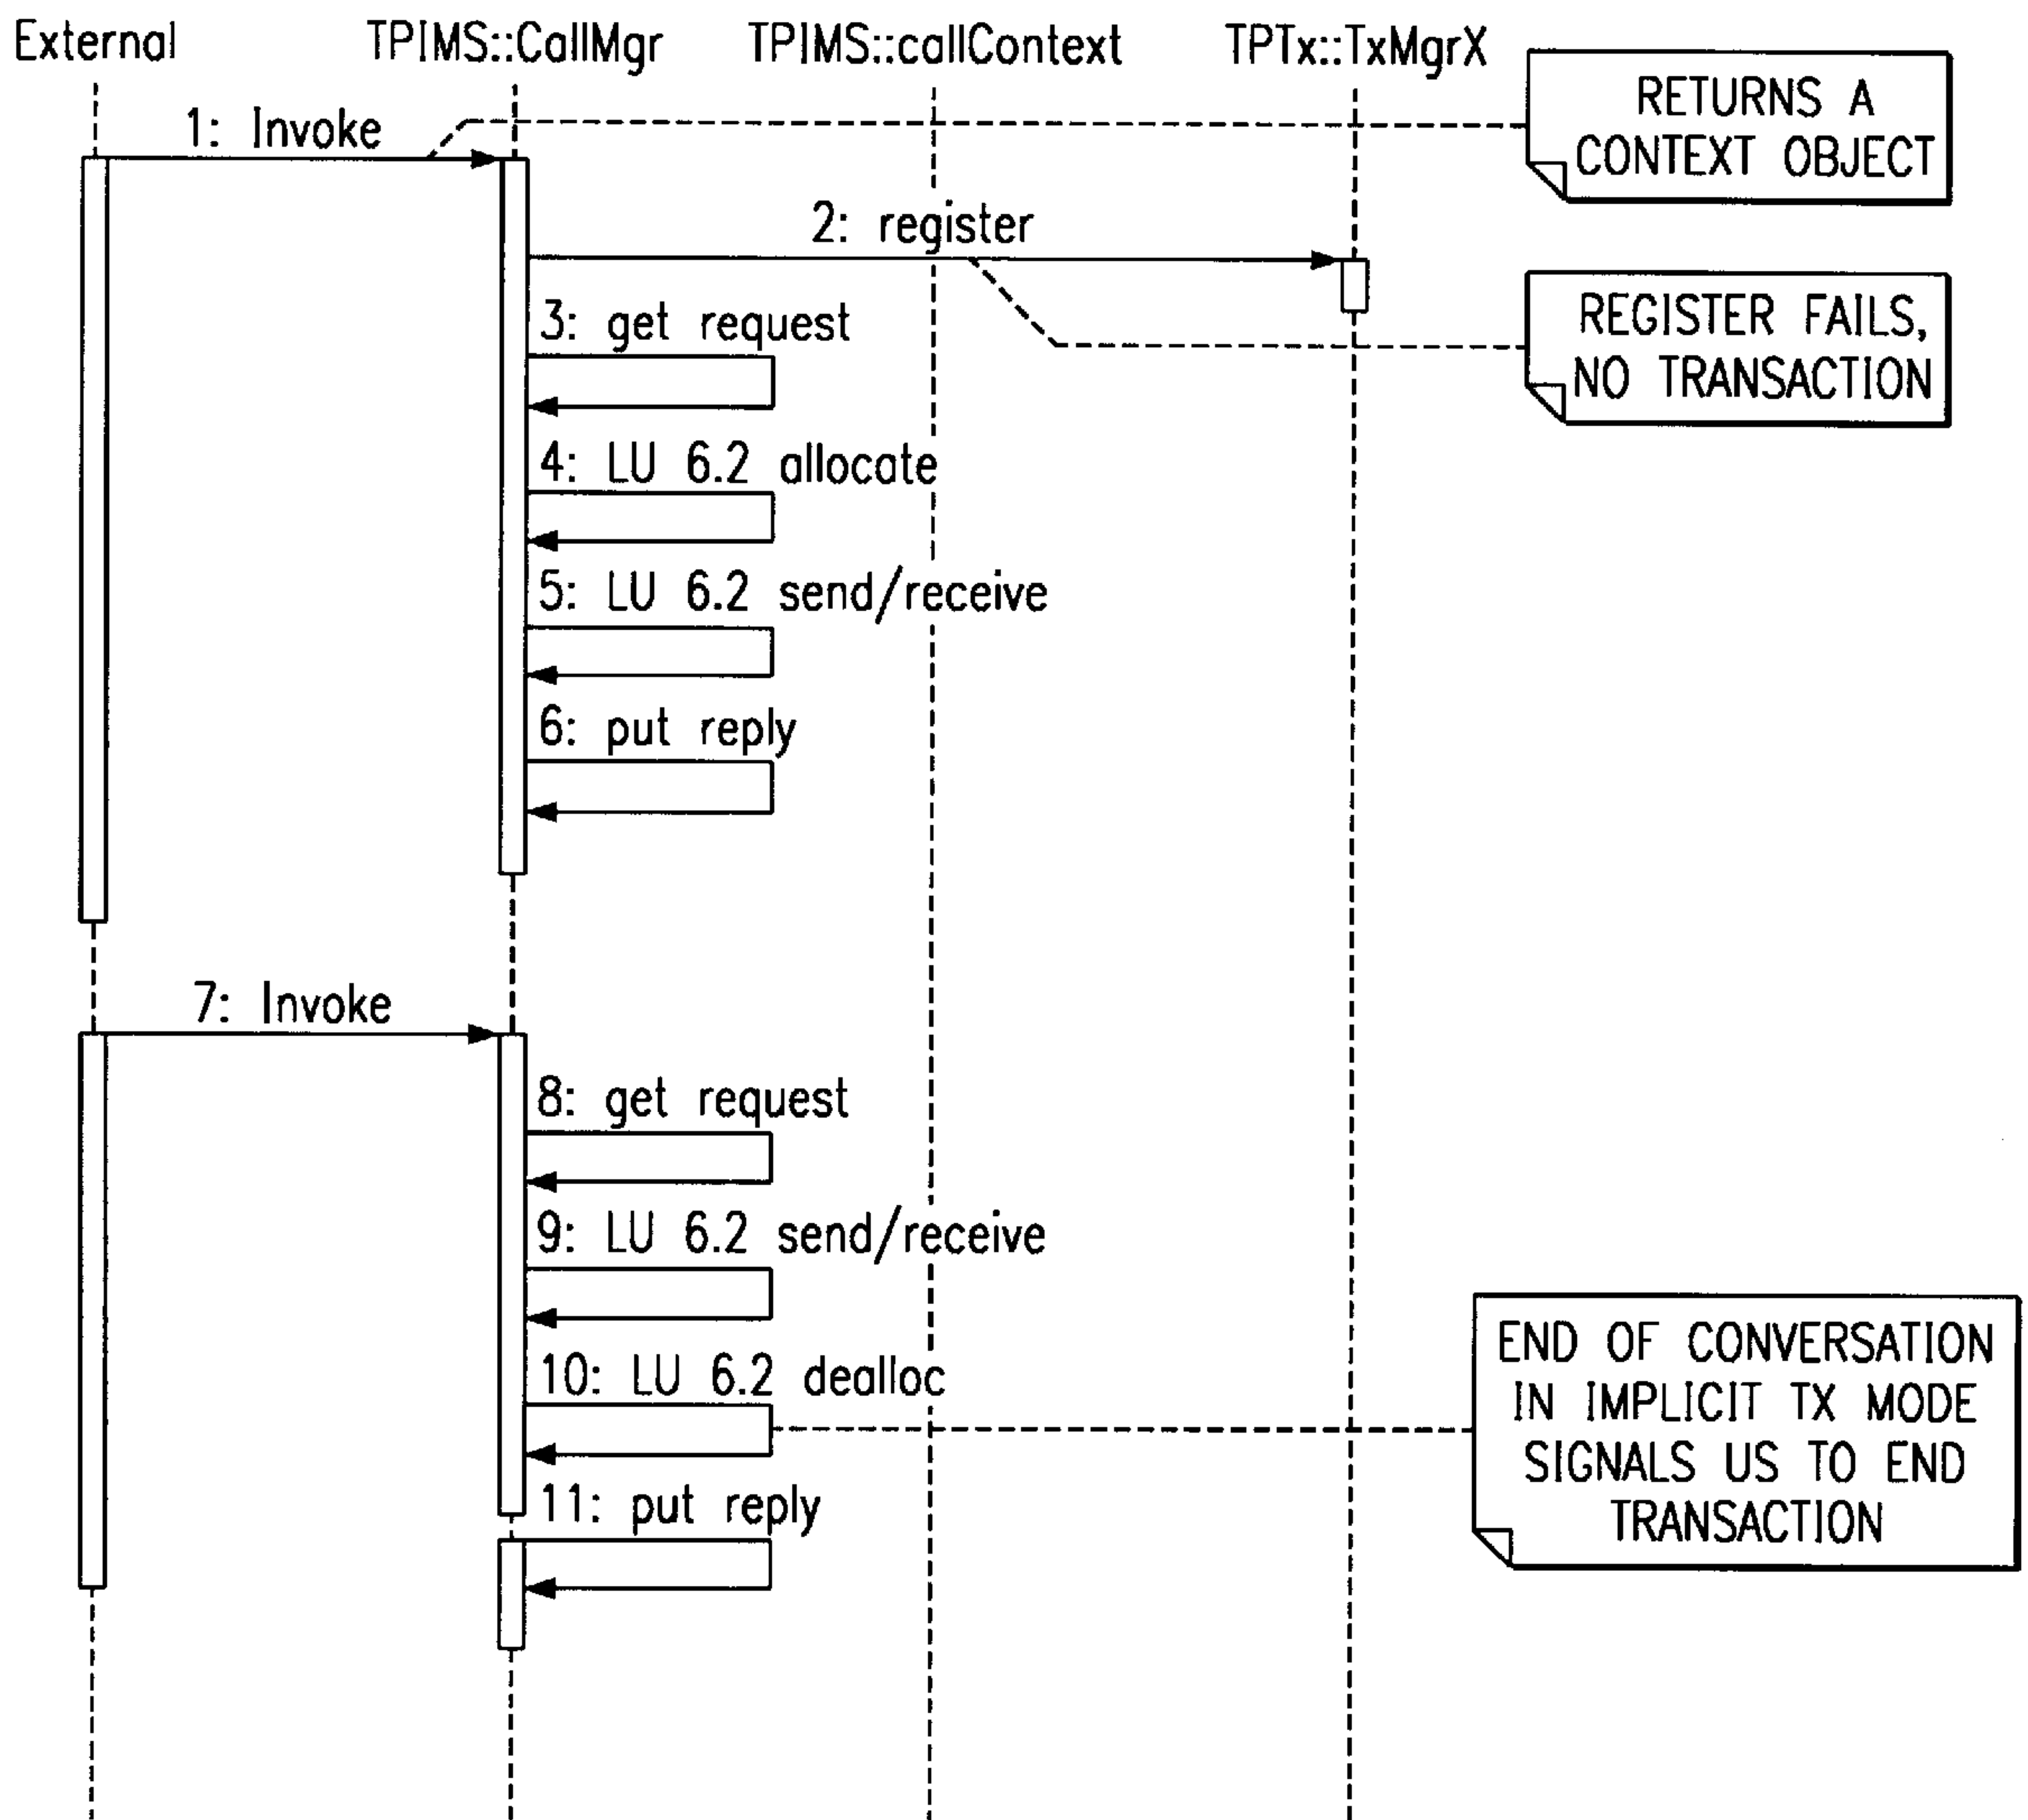 External TPIMS::CallMgr TPIMS::callContext TPTx::TxMgrX
RETURNS A
CONTEXT OBJECT
1: Invoke
2: register
REGISTER FAILS,
NO TRANSACTION
3: get request
4: LU 6.2 allocate
5: LU 6.2 send/receive
6: put reply
7: Invoke
8: get request
9: LU 6.2 send/receive
10: LU 6.2 dealloc
END OF CONVERSATION
IN IMPLICIT TX MODE
SIGNALS US TO END
TRANSACTION
11: put reply